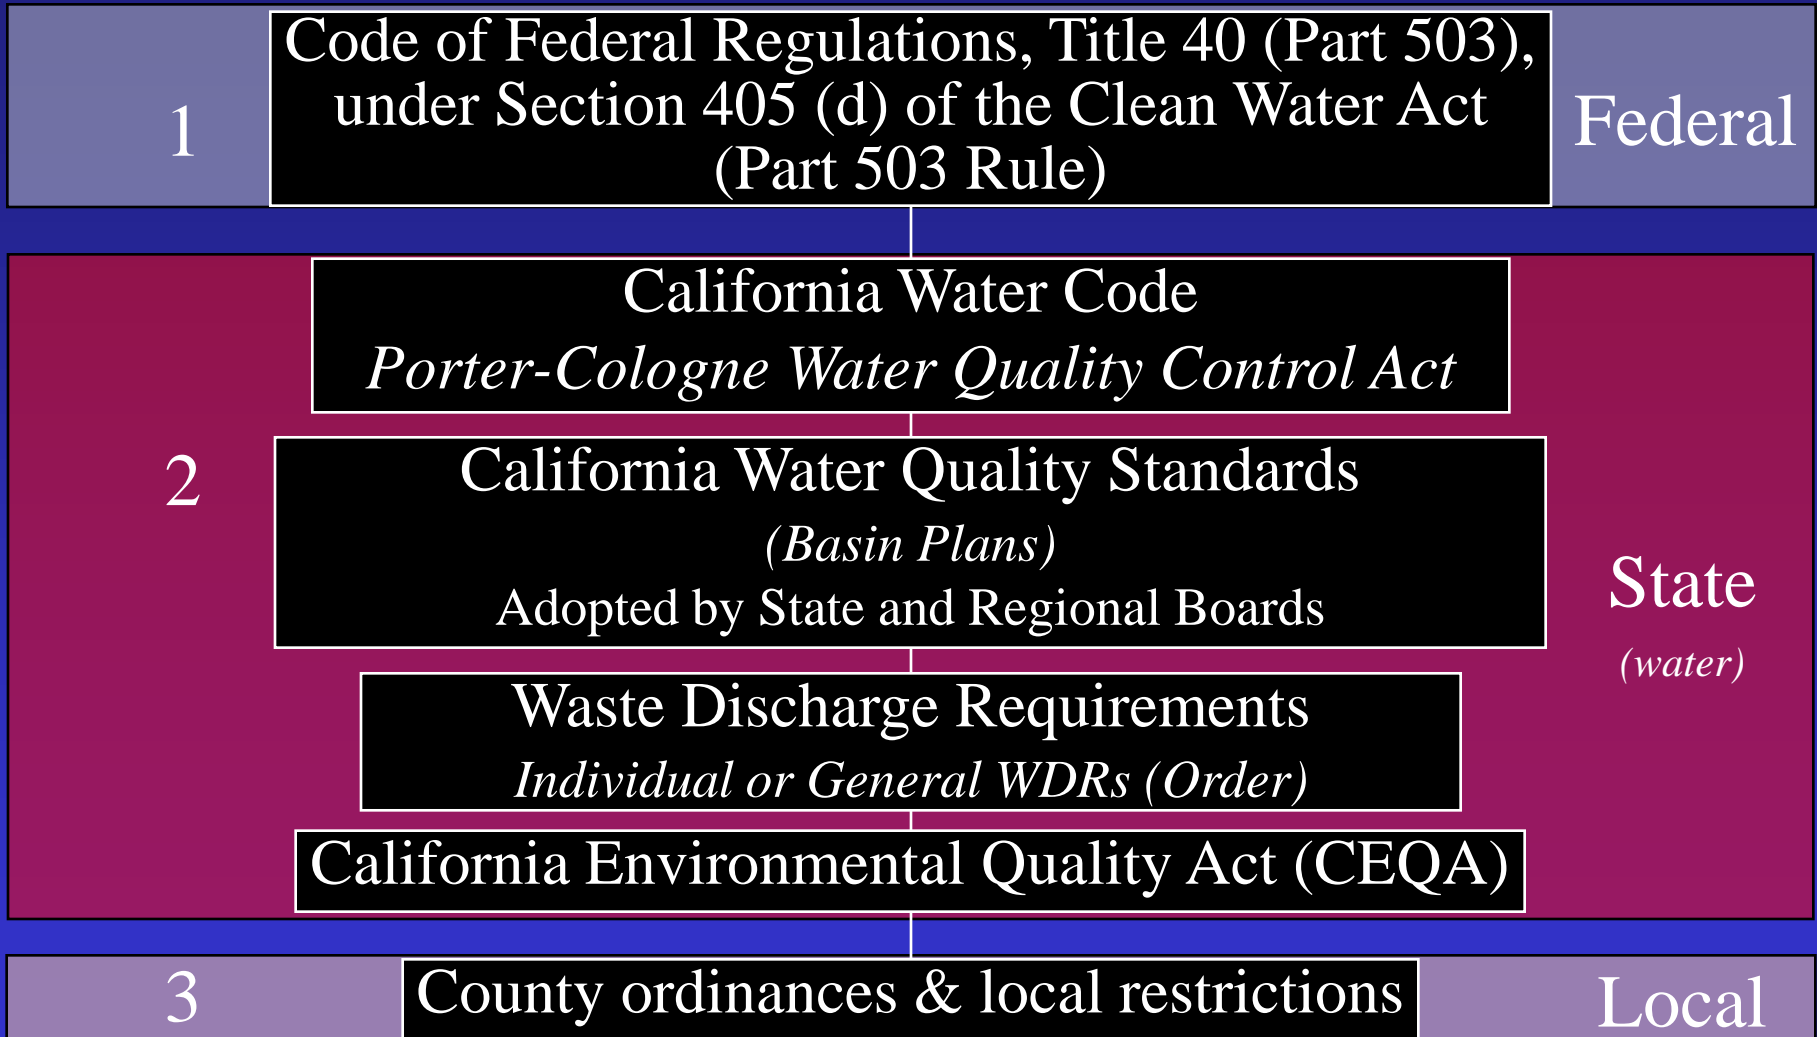 1
Code of Federal Regulations, Title 40 (Part 503),
under Section 405 (d) of the Clean Water Act
(Part 503 Rule)
Federal
California Water Code
Porter-Cologne Water Quality Control Act
2
California Water Quality Standards
(Basin Plans)
Adopted by State and Regional Boards
State
(water)
Waste Discharge Requirements
Individual or General WDRs (Order)
California Environmental Quality Act (CEQA)
3
County ordinances & local restrictions
Local